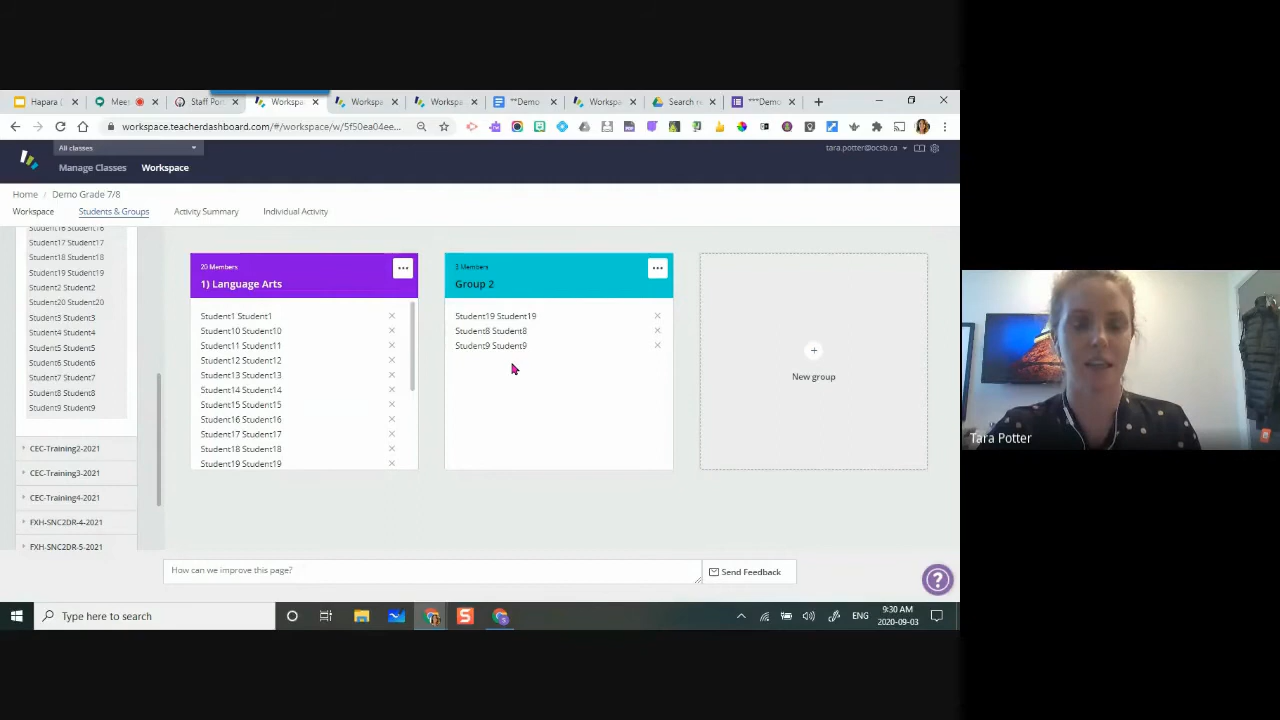 Hapara
Mee
Staff Por
Workspa
Workspa
Workspa
**Demo
Workspa
Search r
***Demo
workspace.teacherdashboard.com/#/workspace/w/5f50ea04ee...
All classes
tara.potter@ocsb.ca
Manage Classes Workspace
Home / Demo Grade 7/8
Workspace Students & Groups Activity Summary Individual Activity
Student16 Student16
Student17 Student17
Student18 Student18
Student19 Student19
Student2 Student2
Student20 Student20
Student3 Student3
Student4 Student4
Student5 Student5
Student6 Student6
Student7 Student7
Student8 Student8
Student9 Student9
CEC-Training2-2021
CEC-Training3-2021
CEC-Training4-2021
FXH-SNC2DR-4-2021
FXH-SNC2DR-5-2021
20 Members
1) Language Arts
Student1 Student1
Student10 Student10
Student11 Student11
Student12 Student12
Student13 Student13
Student14 Student14
Student15 Student15
Student16 Student16
Student17 Student17
Student18 Student18
Student19 Student19
3 Members
Group 2
Student19 Student19
Student8 Student8
Student9 Student9
New group
How can we improve this page?
Send Feedback
Type here to search
ENG
9:30 AM
2020-09-03
Tara Potter